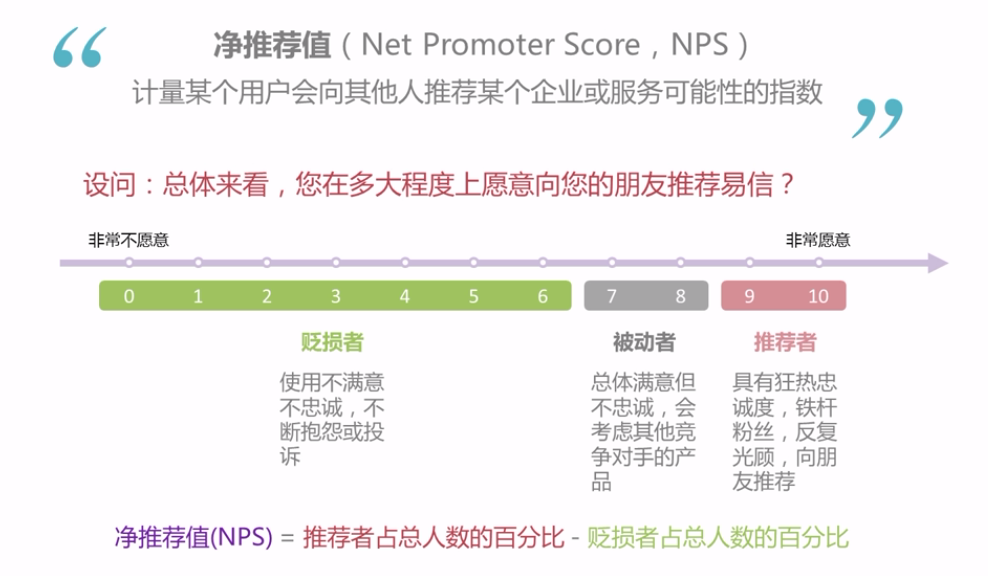 净推荐值（Net Promoter Score，NPS）
计量某个用户会向其他人推荐某个企业或服务可能性的指数
设问：总体来看，您在多大程度上愿意向您的朋友推荐易信？
非常不愿意 非常愿意
0 1 2 3 4 5 6 7 8 9 10
贬损者
使用不满意
不忠诚，不
断抱怨或投
诉
被动者
总体满意但
不忠诚，会
考虑其他竞
争对手的产
品
推荐者
具有狂热忠
诚度，铁杆
粉丝，反复
光顾，向朋
友推荐
净推荐值(NPS) = 推荐者占总人数的百分比 - 贬损者占总人数的百分比